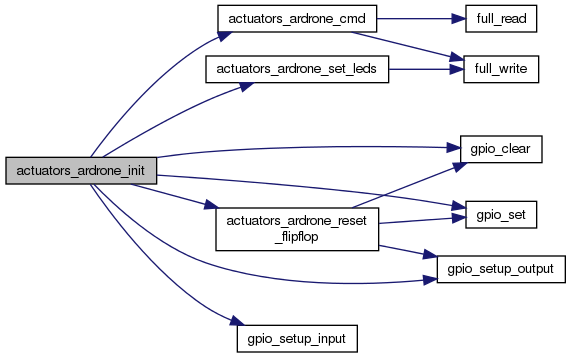 actuators_ardrone_cmd
full_read
actuators_ardrone_set_leds
full_write
gpio_clear
actuators_ardrone_init
actuators_ardrone_reset
_flipflop
gpio_set
gpio_setup_output
gpio_setup_input